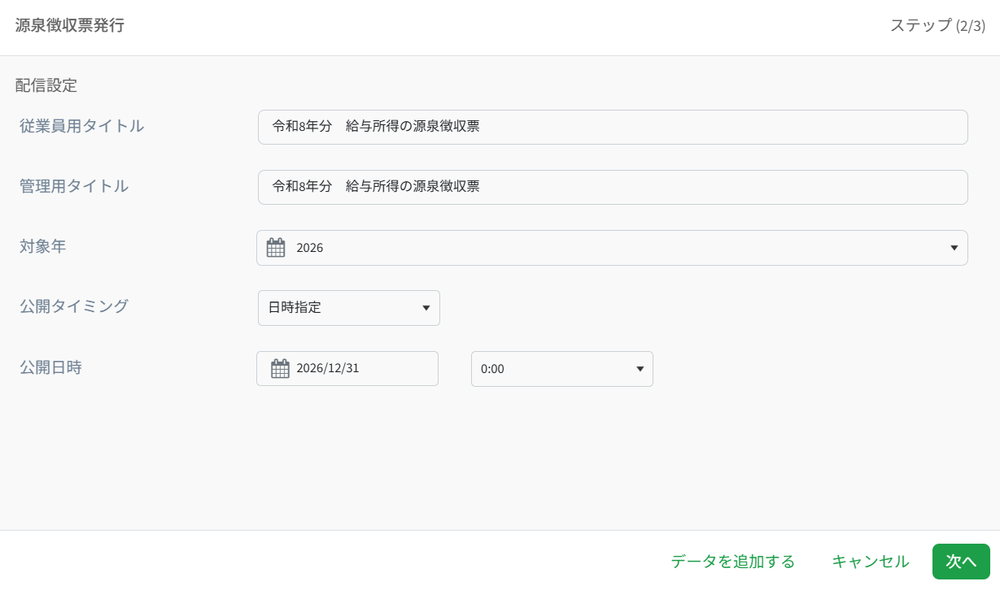 源泉徴収票発行
ステップ (2/3)
配信設定
従業員用タイトル
令和8年分　給与所得の源泉徴収票
管理用タイトル
令和8年分　給与所得の源泉徴収票
対象年
2026
公開タイミング
日時指定
公開日時
2026/12/31
0:00
データを追加する
キャンセル
次へ